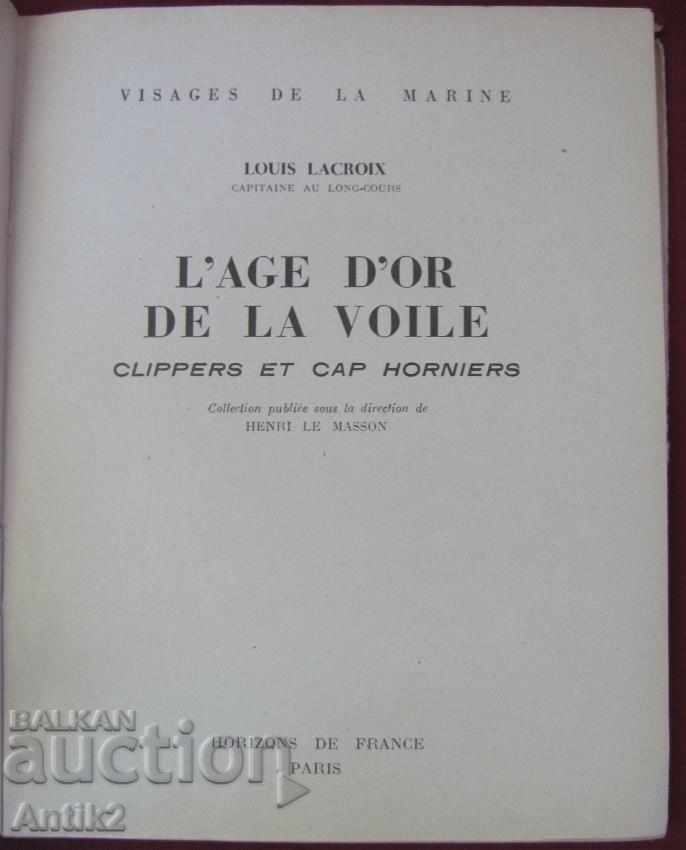 VISAGES DE LA MARINE
LOUIS LACROIX
CAPITAINE AU LONG-COURS
L'AGE D'OR
DE LA VOILE
CLIPPERS ET CAP HORNIERS
Collection publiée sous la direction de
HENRI LE MASSON
HORIZONS DE FRANCE
PARIS
BALKAN
auction
Antik2